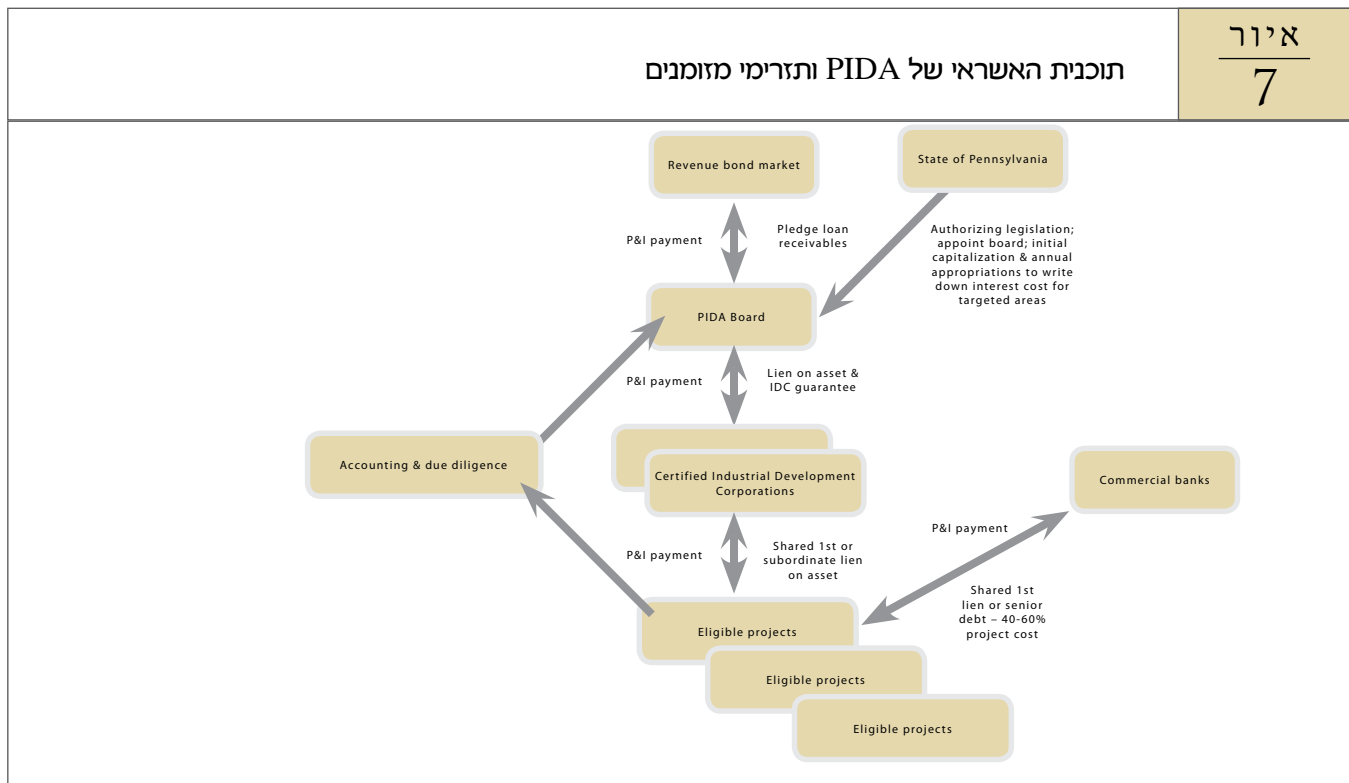 איור
7
תוכנית האשראי של PIDA ותזרימי מזומנים
Revenue bond market
State of Pennsylvania
P&I payment
Pledge loan
receivables
Authorizing legislation;
appoint board; initial
capitalization & annual
appropriations to write
down interest cost for
targeted areas
PIDA Board
P&I payment
Lien on asset &
IDC guarantee
Accounting & due diligence
Certified Industrial Development
Corporations
Commercial banks
P&I payment
Shared 1st or
subordinate lien
on asset
P&I payment
Shared 1st
lien or senior
debt – 40-60%
project cost
Eligible projects
Eligible projects
Eligible projects